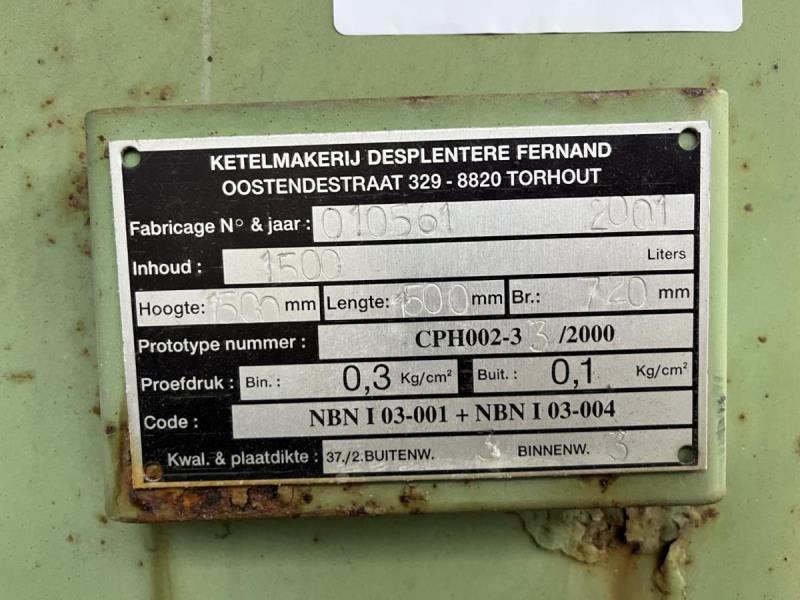 KETELMAKERIJ DESPLENTERE FERNAND
OOSTENDESTRAAT 329 - 8820 TORHOUT
Fabricage N° & jaar : 010561 2001
Inhoud : 1500 Liters
Hoogte: 1500 mm Lengte: 1500 mm Br.: 720 mm
Prototype nummer : CPH002-3 3 /2000
Proefdruk : Bin. : 0,3 Kg/cm² Buit. : 0,1 Kg/cm²
Code : NBN I 03-001 + NBN I 03-004
Kwal. & plaatdikte : 37./2.BUITENW. 3 BINNENW. 3